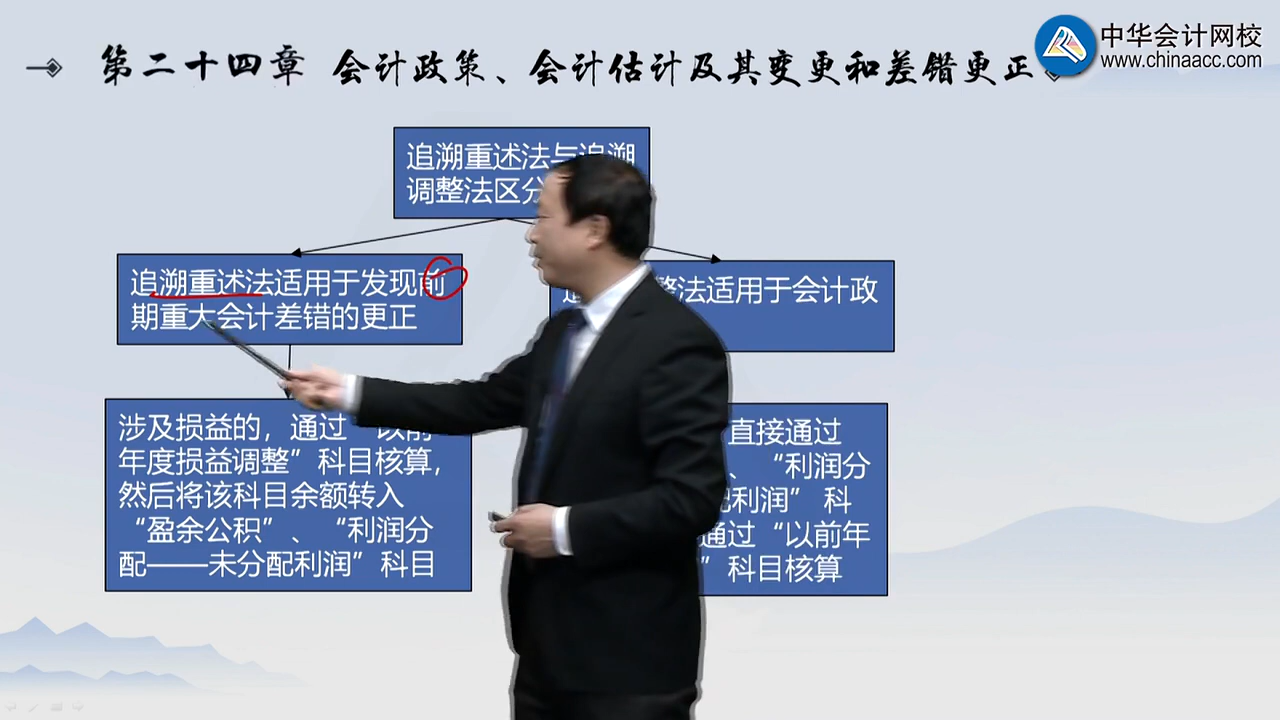 第二十四章 会计政策、会计估计及其变更和差错更正
中华会计网校
www.chinaacc.com
追溯重述法与追溯
调整法区分
追溯重述法适用于发现前
期重大会计差错的更正
整法适用于会计政
涉及损益的，通过“以前
年度损益调整”科目核算，
然后将该科目余额转入
“盈余公积”、“利润分
配——未分配利润”科目
直接通过
、“利润分
配利润”科
通过“以前年
”科目核算